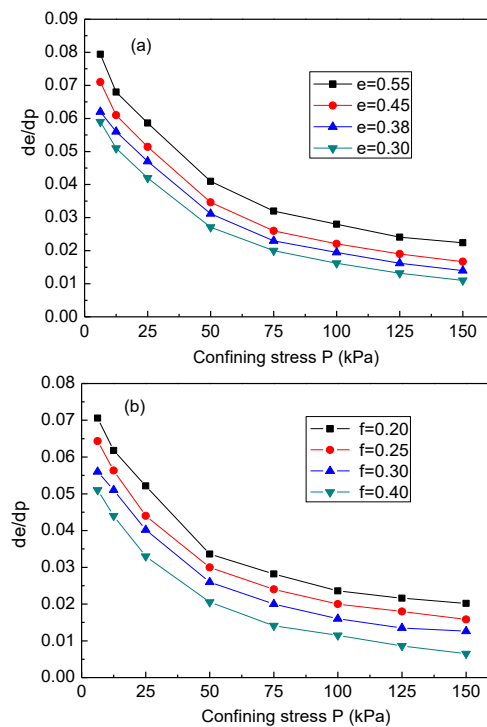 0.09
(a)
0.08
e=0.55
0.07
e=0.45
0.06
e=0.38
e=0.30
0.05
de/dp
0.04
0.03
0.02
0.01
0.00
0 25 50 75 100 125 150
Confining stress P (kPa)
0.08
(b)
0.07
f=0.20
f=0.25
0.06
f=0.30
0.05
f=0.40
0.04
de/dp
0.03
0.02
0.01
0.00
0 25 50 75 100 125 150
Confining stress P (kPa)